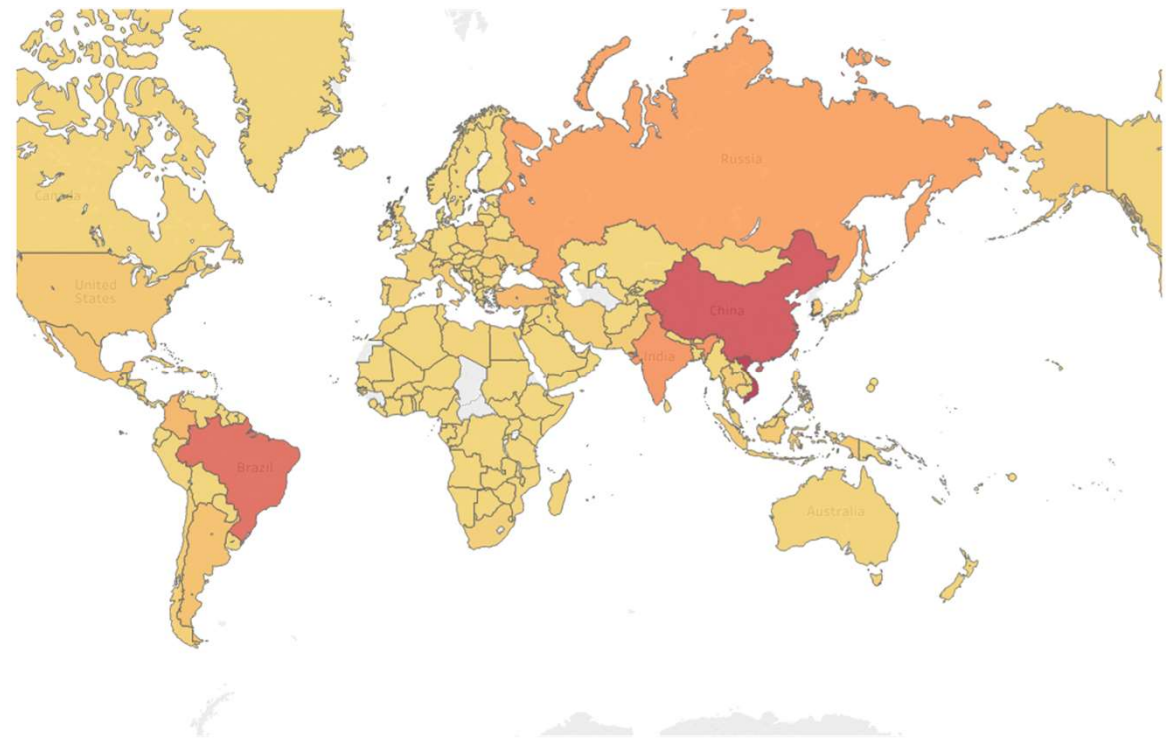 Russia
Canada
United
States
China
India
Brazil
Australia